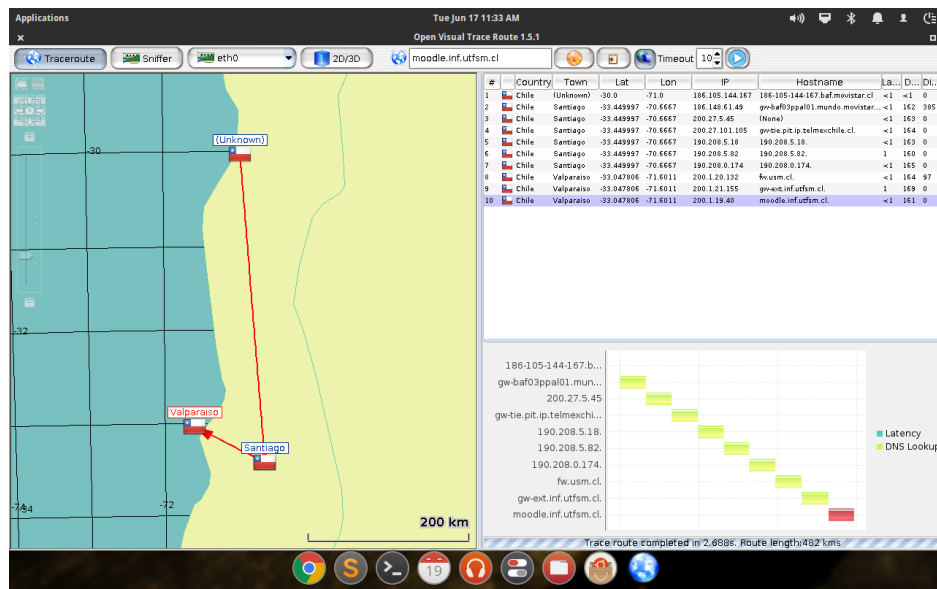 Applications Tue Jun 17 11:33 AM
Open Visual Trace Route 1.5.1
Traceroute Sniffer eth0 2D/3D moodle.inf.utfsm.cl Timeout 10
# Country Town Lat Lon IP Hostname La... D... Di...
1 Chile (Unknown) -30.0 -71.0 186.105.144.167 186-105-144-167.baf.movistar.cl <1 <1 0
2 Chile Santiago -33.449997 -70.6667 186.148.61.49 gw-baf03ppal01.mundo.movistar... <1 162 385
3 Chile Santiago -33.449997 -70.6667 200.27.5.45 (None) <1 163 0
4 Chile Santiago -33.449997 -70.6667 200.27.101.105 gw-tie.pit.ip.telmexchile.cl. <1 164 0
5 Chile Santiago -33.449997 -70.6667 190.208.5.18 190.208.5.18. <1 163 0
6 Chile Santiago -33.449997 -70.6667 190.208.5.82 190.208.5.82. 1 160 0
7 Chile Santiago -33.449997 -70.6667 190.208.0.174 190.208.0.174. <1 165 0
8 Chile Valparaiso -33.047806 -71.6011 200.1.20.132 fw.usm.cl. <1 164 97
9 Chile Valparaiso -33.047806 -71.6011 200.1.21.155 gw-ext.inf.utfsm.cl. 1 169 0
10 Chile Valparaiso -33.047806 -71.6011 200.1.19.40 moodle.inf.utfsm.cl. <1 161 0
(Unknown)
-30
-32
Valparaiso
Santiago
-72
200 km
186-105-144-167.b...
gw-baf03ppal01.mun...
200.27.5.45
gw-tie.pit.ip.telmexchi...
190.208.5.18.
190.208.5.82.
190.208.0.174.
fw.usm.cl.
gw-ext.inf.utfsm.cl.
moodle.inf.utfsm.cl.
Latency
DNS Lookup
Trace route completed in 2.688s. Route length:482 kms
19